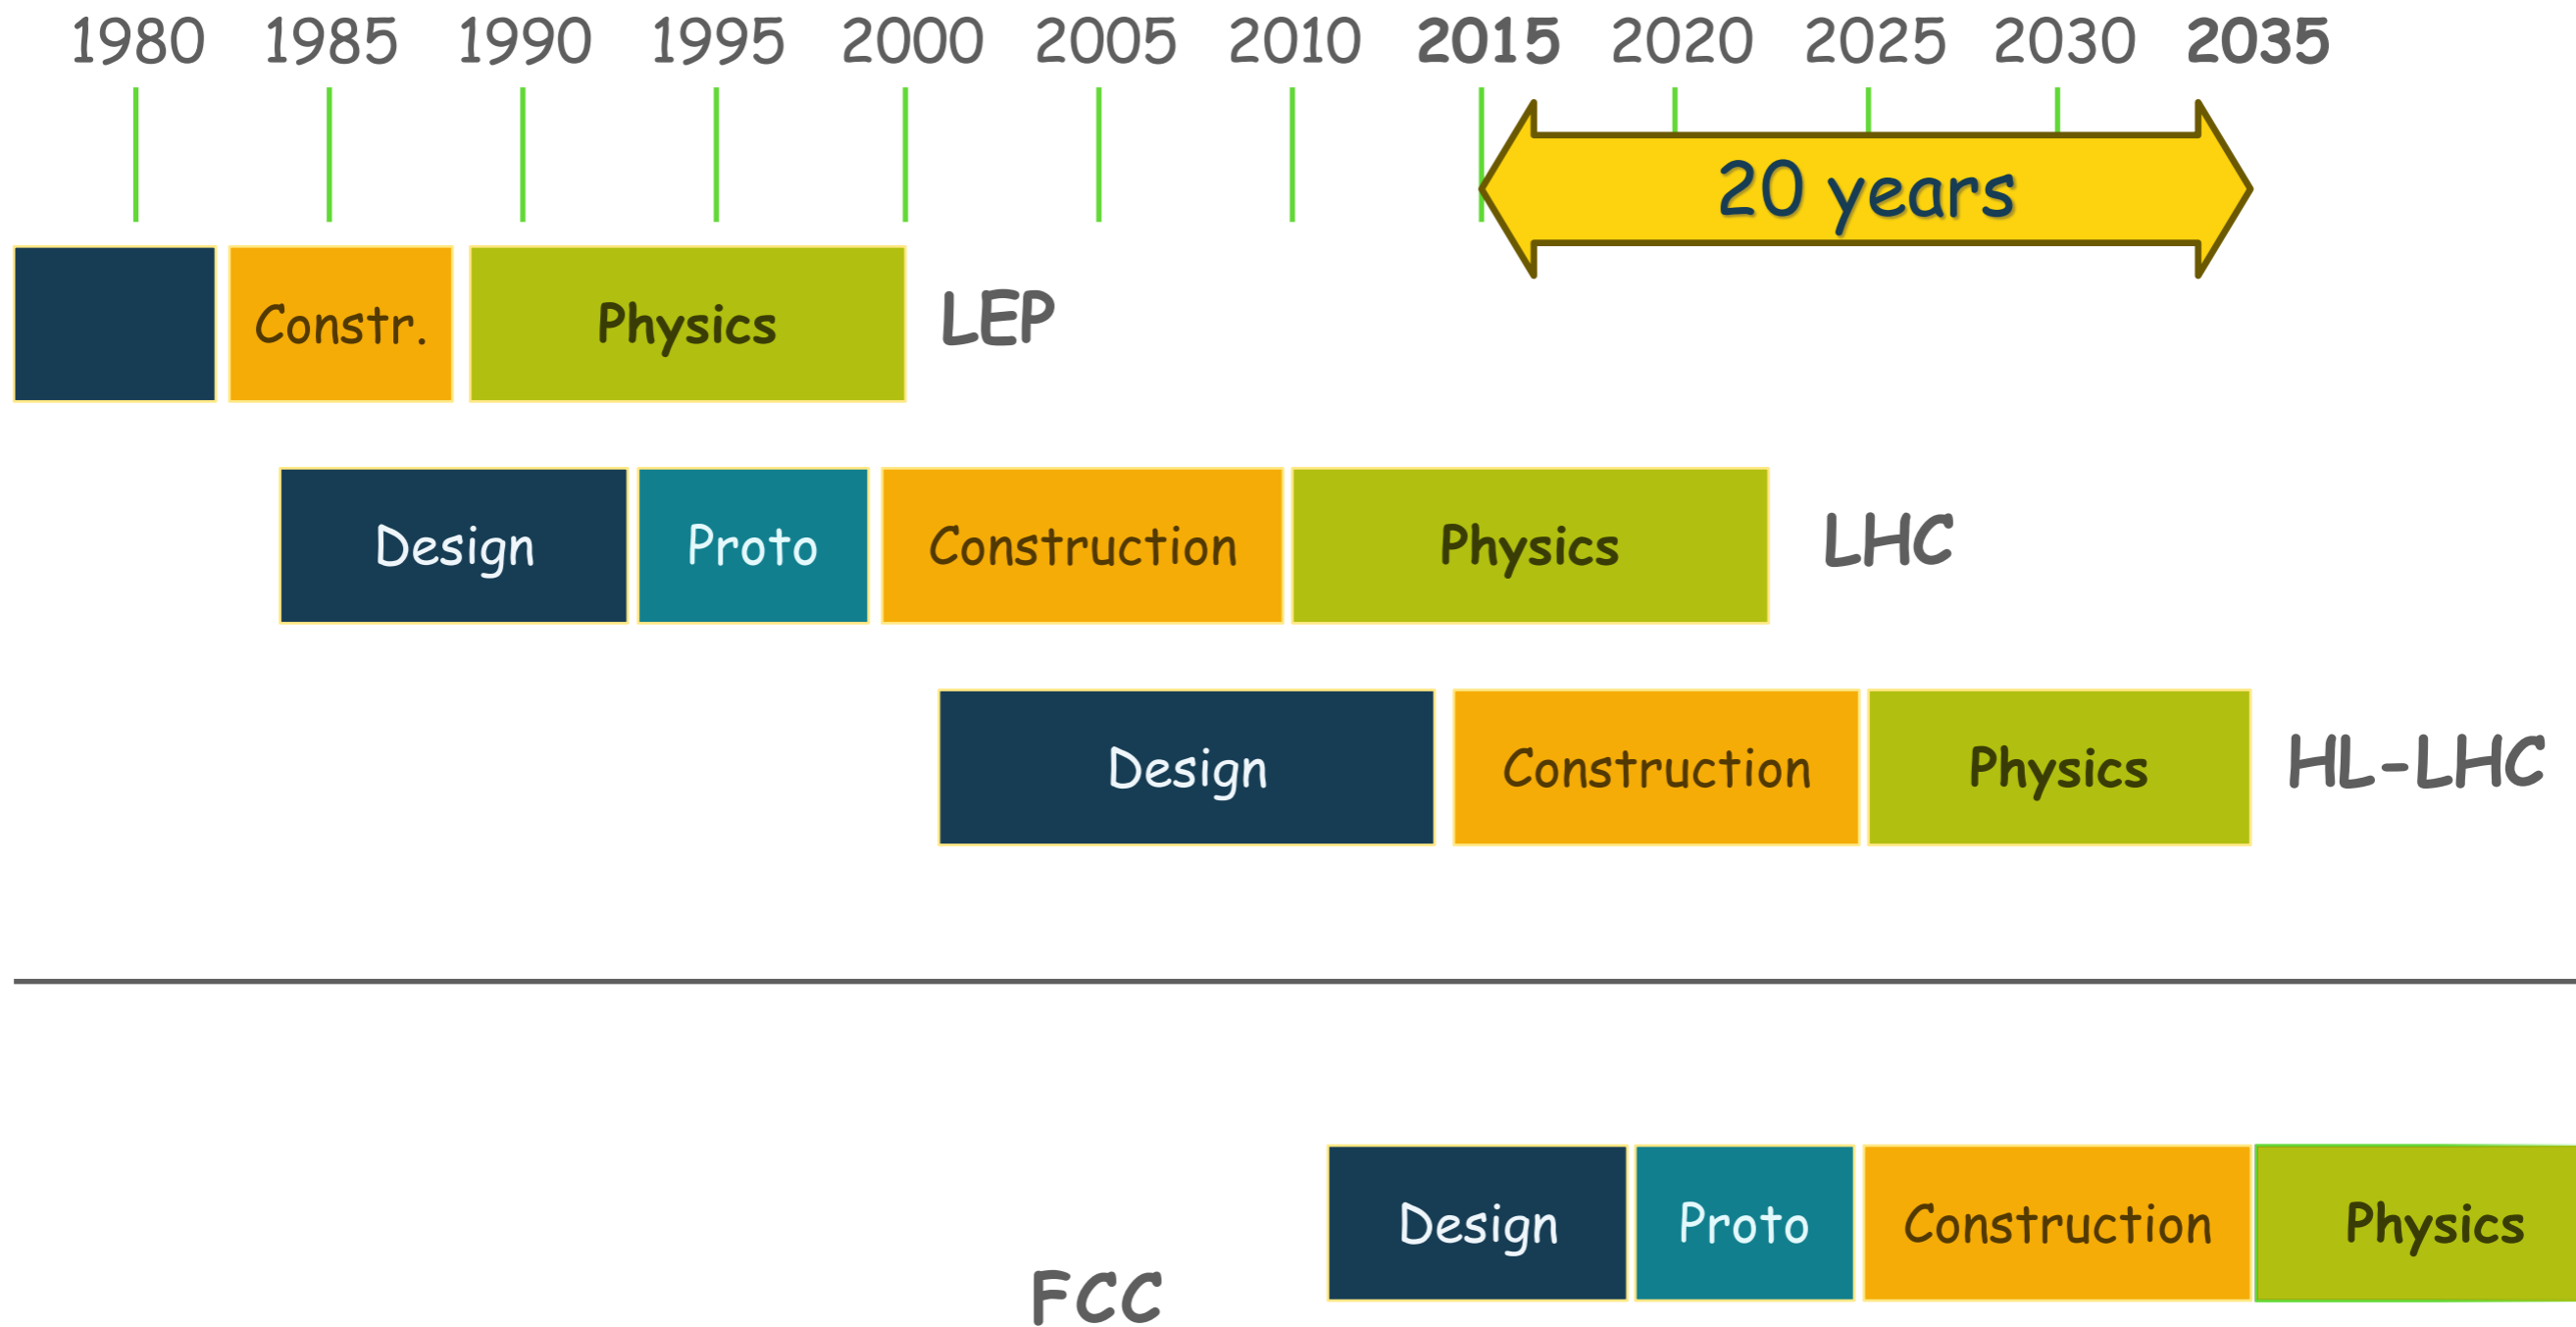 1980 1985 1990 1995 2000 2005 2010 2015 2020 2025 2030 2035
20 years
Constr. Physics LEP
Design Proto Construction Physics LHC
Design Construction Physics HL-LHC
Design Proto Construction Physics
FCC